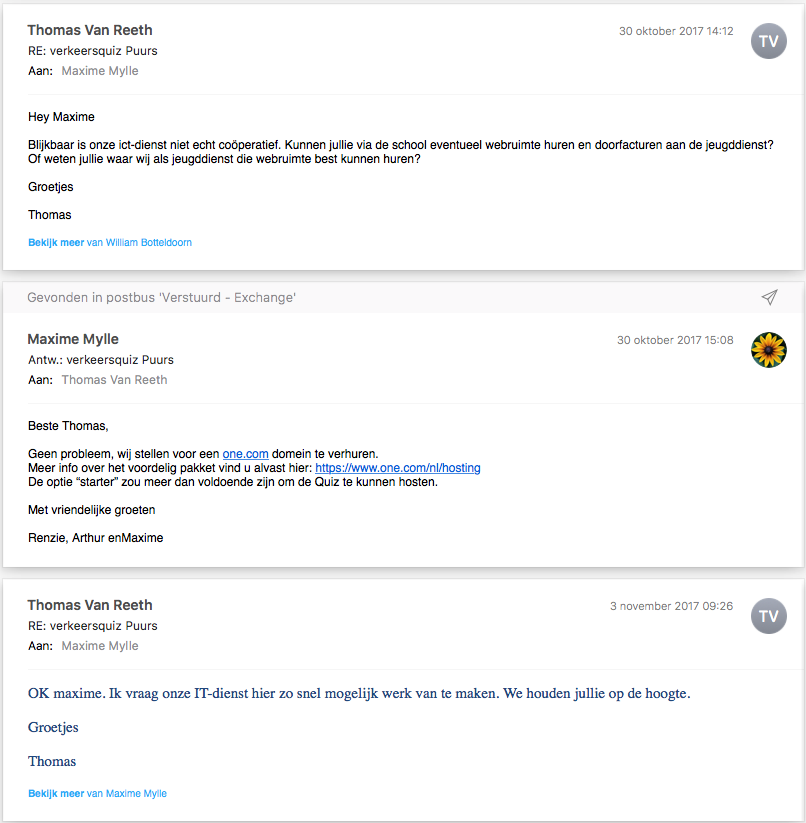 Thomas Van Reeth
30 oktober 2017 14:12
TV
RE: verkeersquiz Puurs
Aan: Maxime Mylle
Hey Maxime
Blijkbaar is onze ict-dienst niet echt coöperatief. Kunnen jullie via de school eventueel webruimte huren en doorfacturen aan de jeugddienst?
Of weten jullie waar wij als jeugddienst die webruimte best kunnen huren?
Groetjes
Thomas
Bekijk meer van William Botteldoorn
Gevonden in postbus 'Verstuurd - Exchange'
Maxime Mylle
30 oktober 2017 15:08
Antw.: verkeersquiz Puurs
Aan: Thomas Van Reeth
Beste Thomas,
Geen probleem, wij stellen voor een one.com domein te verhuren.
Meer info over het voordelig pakket vind u alvast hier: https://www.one.com/nl/hosting
De optie “starter” zou meer dan voldoende zijn om de Quiz te kunnen hosten.
Met vriendelijke groeten
Renzie, Arthur enMaxime
Thomas Van Reeth
3 november 2017 09:26
TV
RE: verkeersquiz Puurs
Aan: Maxime Mylle
OK maxime. Ik vraag onze IT-dienst hier zo snel mogelijk werk van te maken. We houden jullie op de hoogte.
Groetjes
Thomas
Bekijk meer van Maxime Mylle